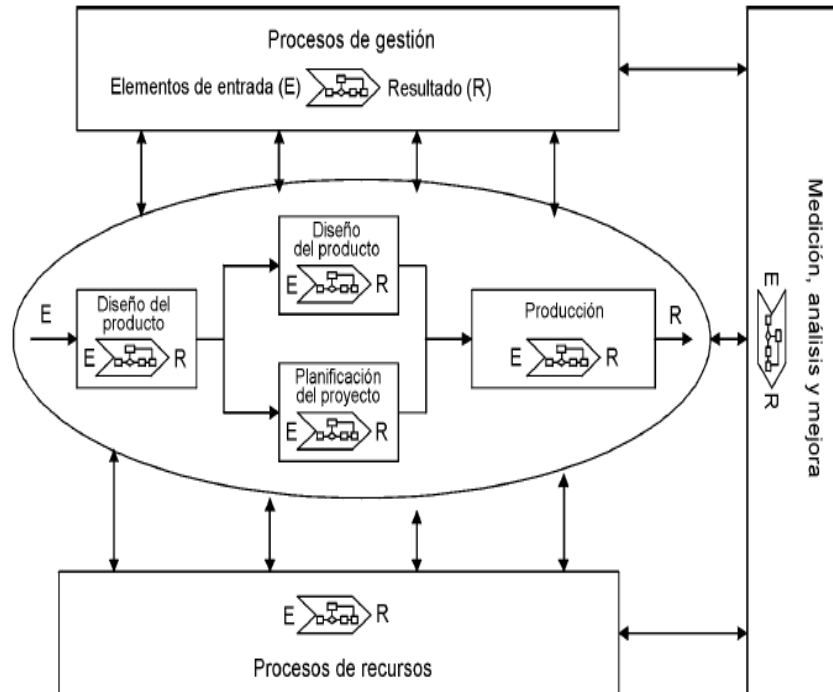 Procesos de gestión
Elementos de entrada (E) Resultado (R)
E
Diseño del
producto
E R
Diseño
del producto
E R
Planificación
del proyecto
E R
Producción
E R
R
E R
Procesos de recursos
Medición, análisis y mejora
E R